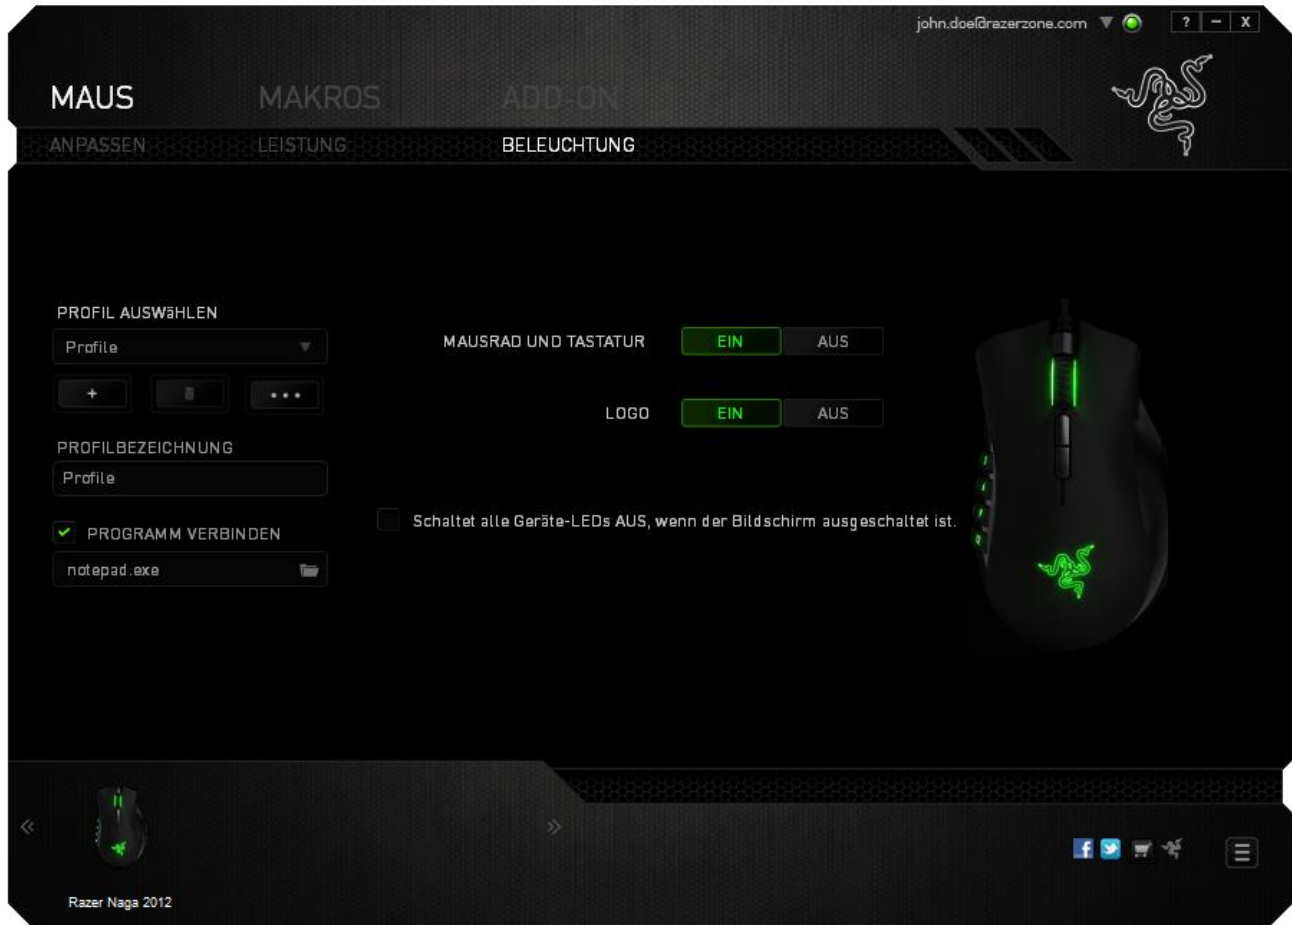 john.doe@razerzone.com
? – X
MAUS MAKROS ADD-ON
ANPASSEN LEISTUNG BELEUCHTUNG
PROFIL AUSWäHLEN
Profile
+ •••
MAUSRAD UND TASTATUR EIN AUS
LOGO EIN AUS
PROFILBEZEICHNUNG
Profile
Schaltet alle Geräte-LEDs AUS, wenn der Bildschirm ausgeschaltet ist.
PROGRAMM VERBINDEN
notepad.exe
Razer Naga 2012